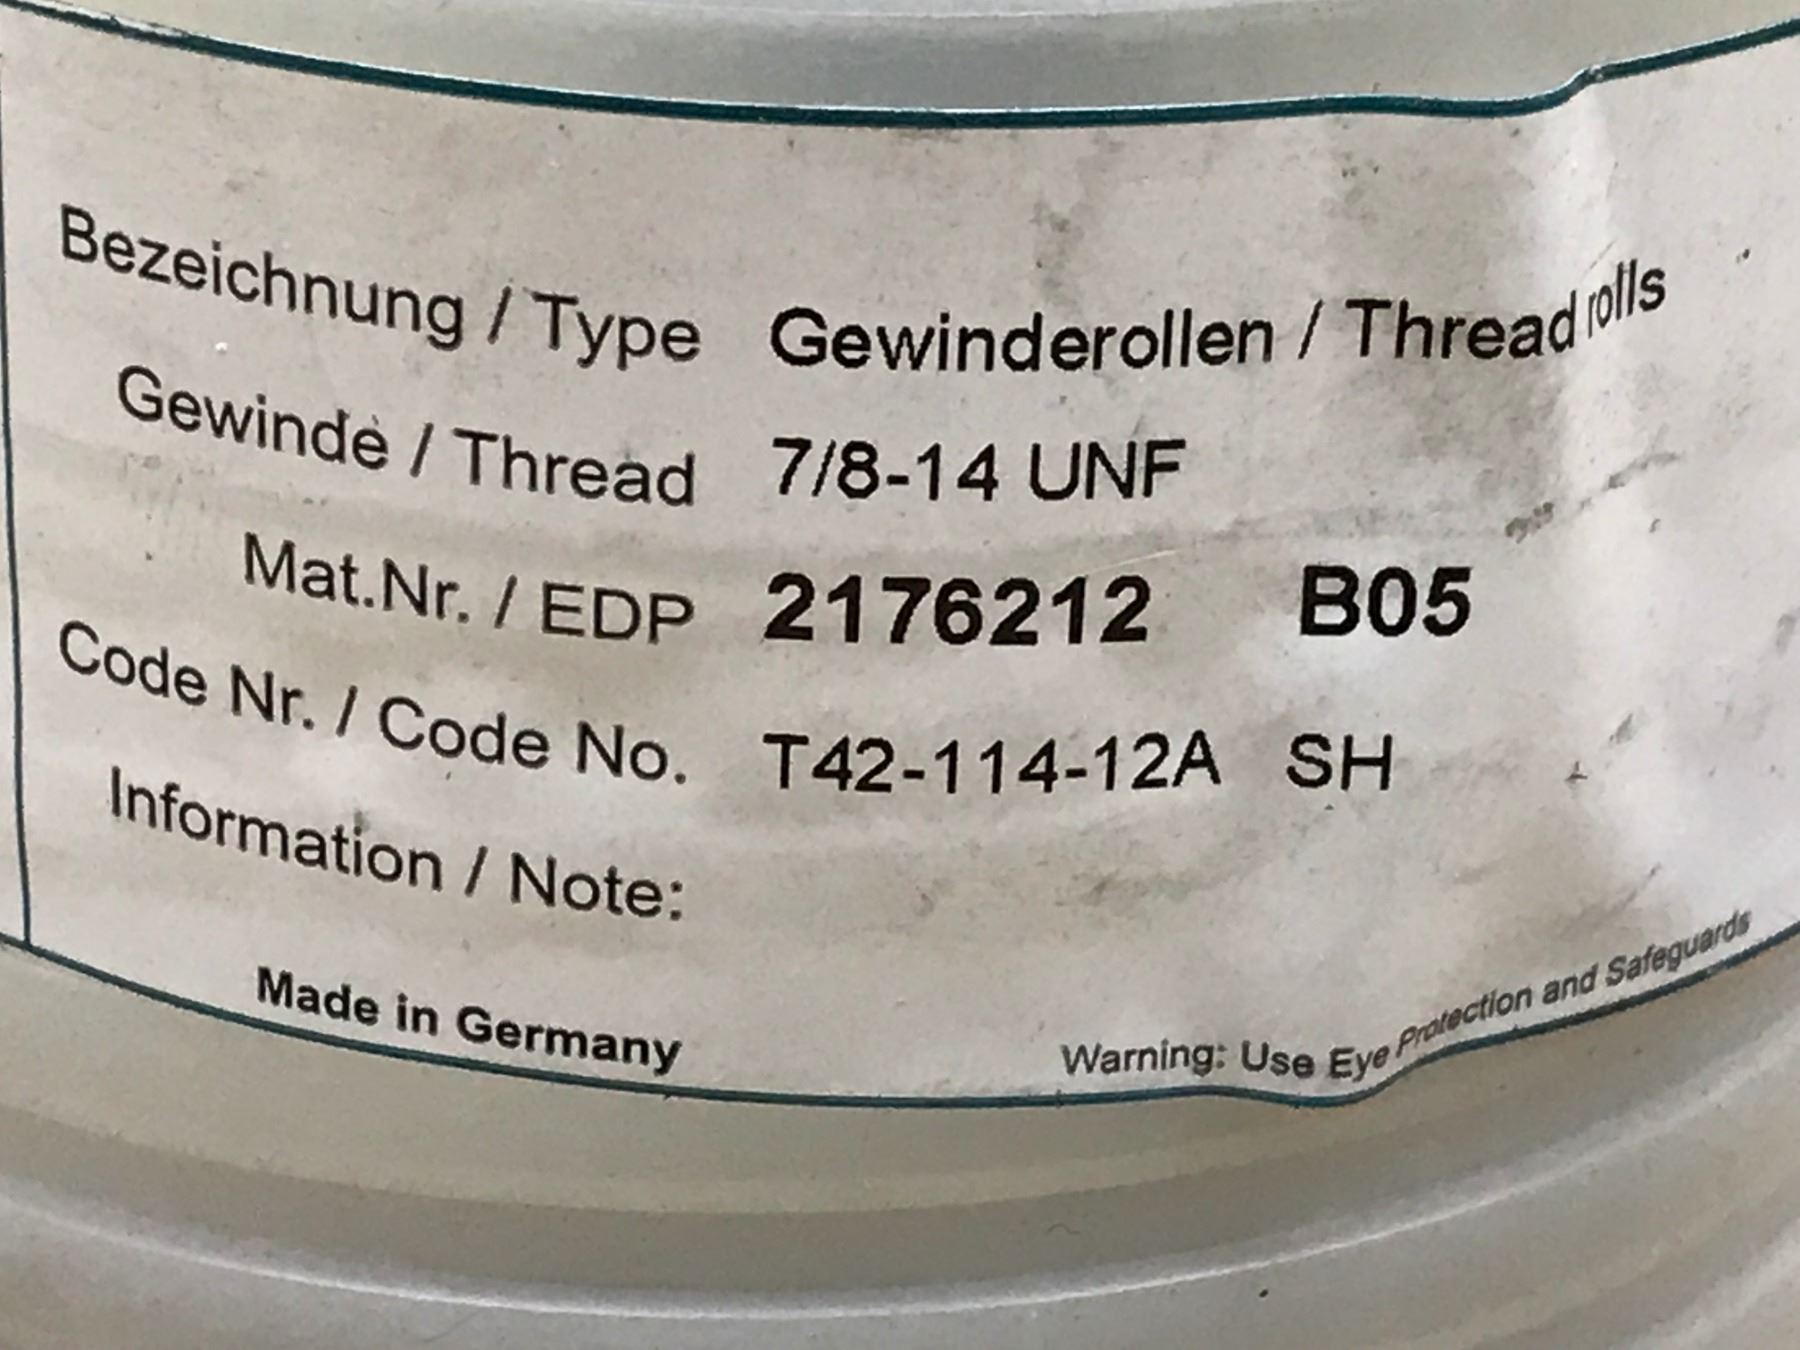 Bezeichnung / Type Gewinderollen / Thread rolls
Gewinde / Thread 7/8-14 UNF
Mat.Nr. / EDP 2176212 B05
Code Nr. / Code No. T42-114-12A SH
Information / Note:
Made in Germany Warning: Use Eye Protection and Safeguards